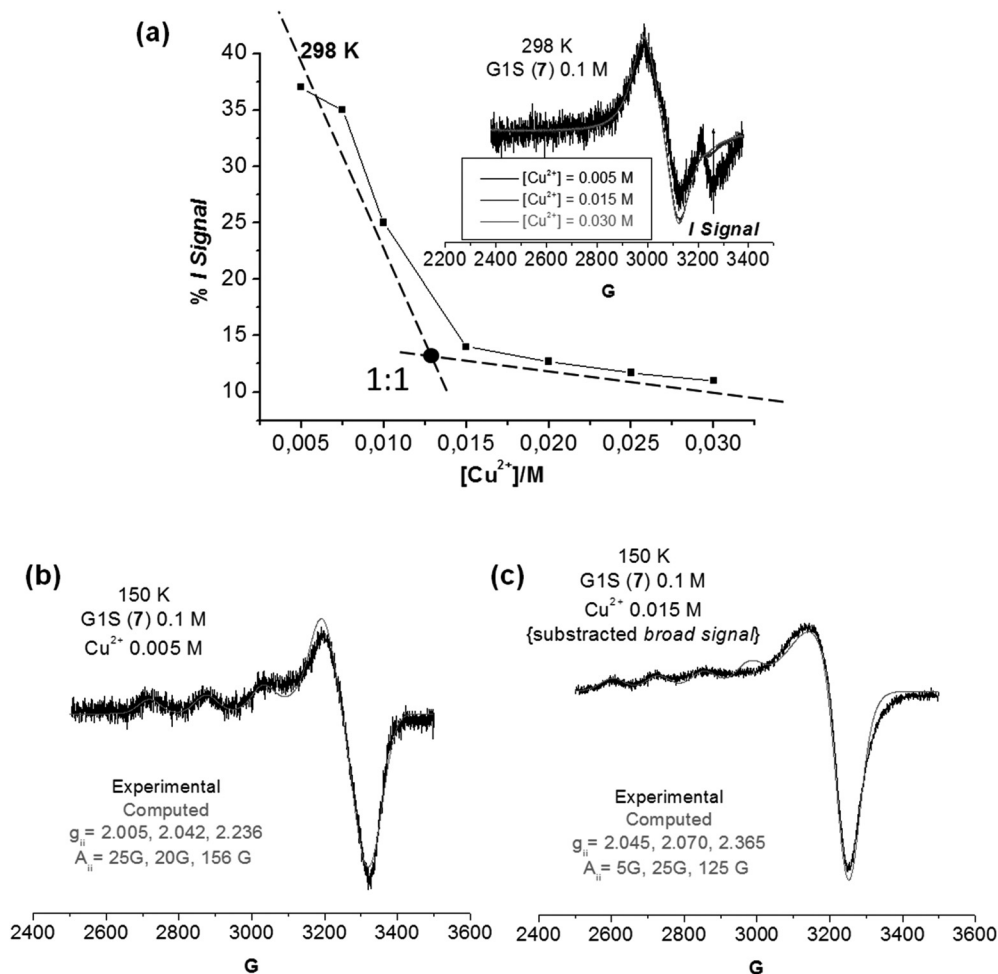 (a)
298 K
40
35
30
25
20
15
10
% I Signal
1:1
0,005 0,010 0,015 0,020 0,025 0,030
[Cu²⁺]/M
298 K
G1S (7) 0.1 M
[Cu²⁺] = 0.005 M
[Cu²⁺] = 0.015 M
[Cu²⁺] = 0.030 M
I Signal
2200 2400 2600 2800 3000 3200 3400
G
(b)
150 K
G1S (7) 0.1 M
Cu²⁺ 0.005 M
Experimental
Computed
gᵢᵢ= 2.005, 2.042, 2.236
Aᵢᵢ= 25G, 20G, 156 G
2400 2600 2800 3000 3200 3400 3600
G
(c)
150 K
G1S (7) 0.1 M
Cu²⁺ 0.015 M
{substracted broad signal}
Experimental
Computed
gᵢᵢ= 2.045, 2.070, 2.365
Aᵢᵢ= 5G, 25G, 125 G
2400 2600 2800 3000 3200 3400 3600
G